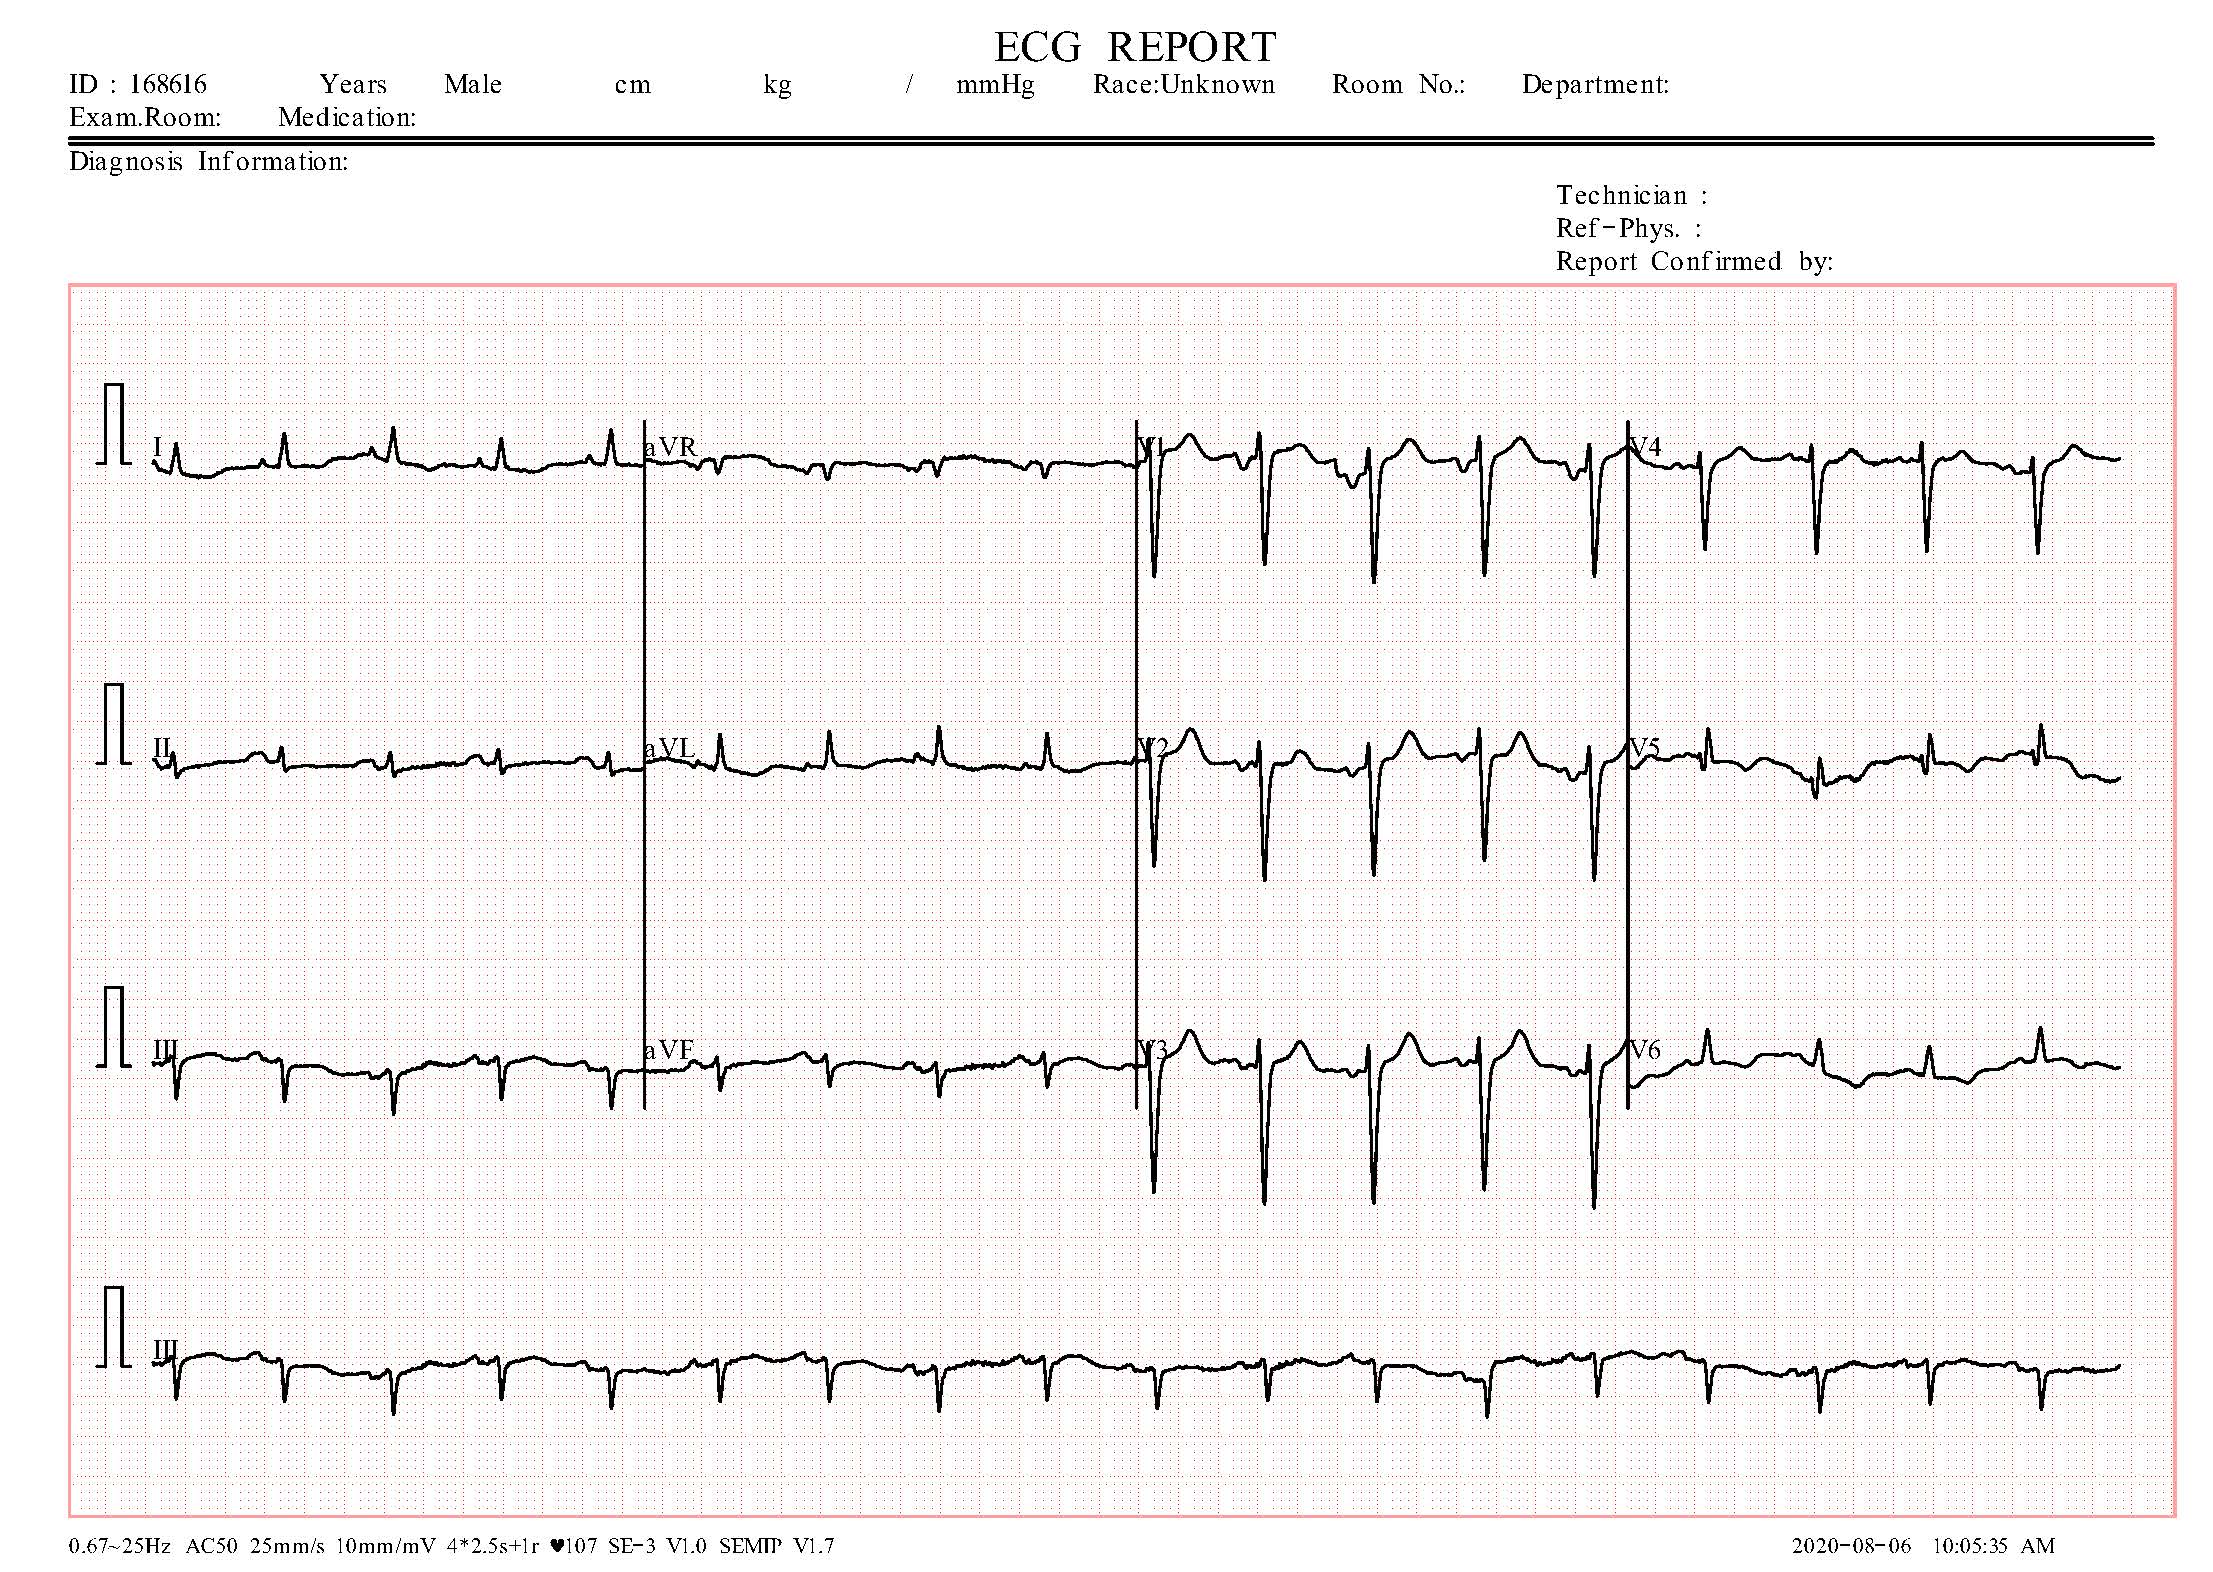 ECG REPORT
ID : 168616 Years Male cm kg / mmHg Race:Unknown Room No.: Department:
Exam.Room: Medication:
Diagnosis Information:
Technician :
Ref-Phys. :
Report Confirmed by:
I aVR V1 V4
II aVL V2 V5
III aVF V3 V6
III
0.67~25Hz AC50 25mm/s 10mm/mV 4*2.5s+1r ♥107 SE-3 V1.0 SEMIP V1.7 2020-08-06 10:05:35 AM